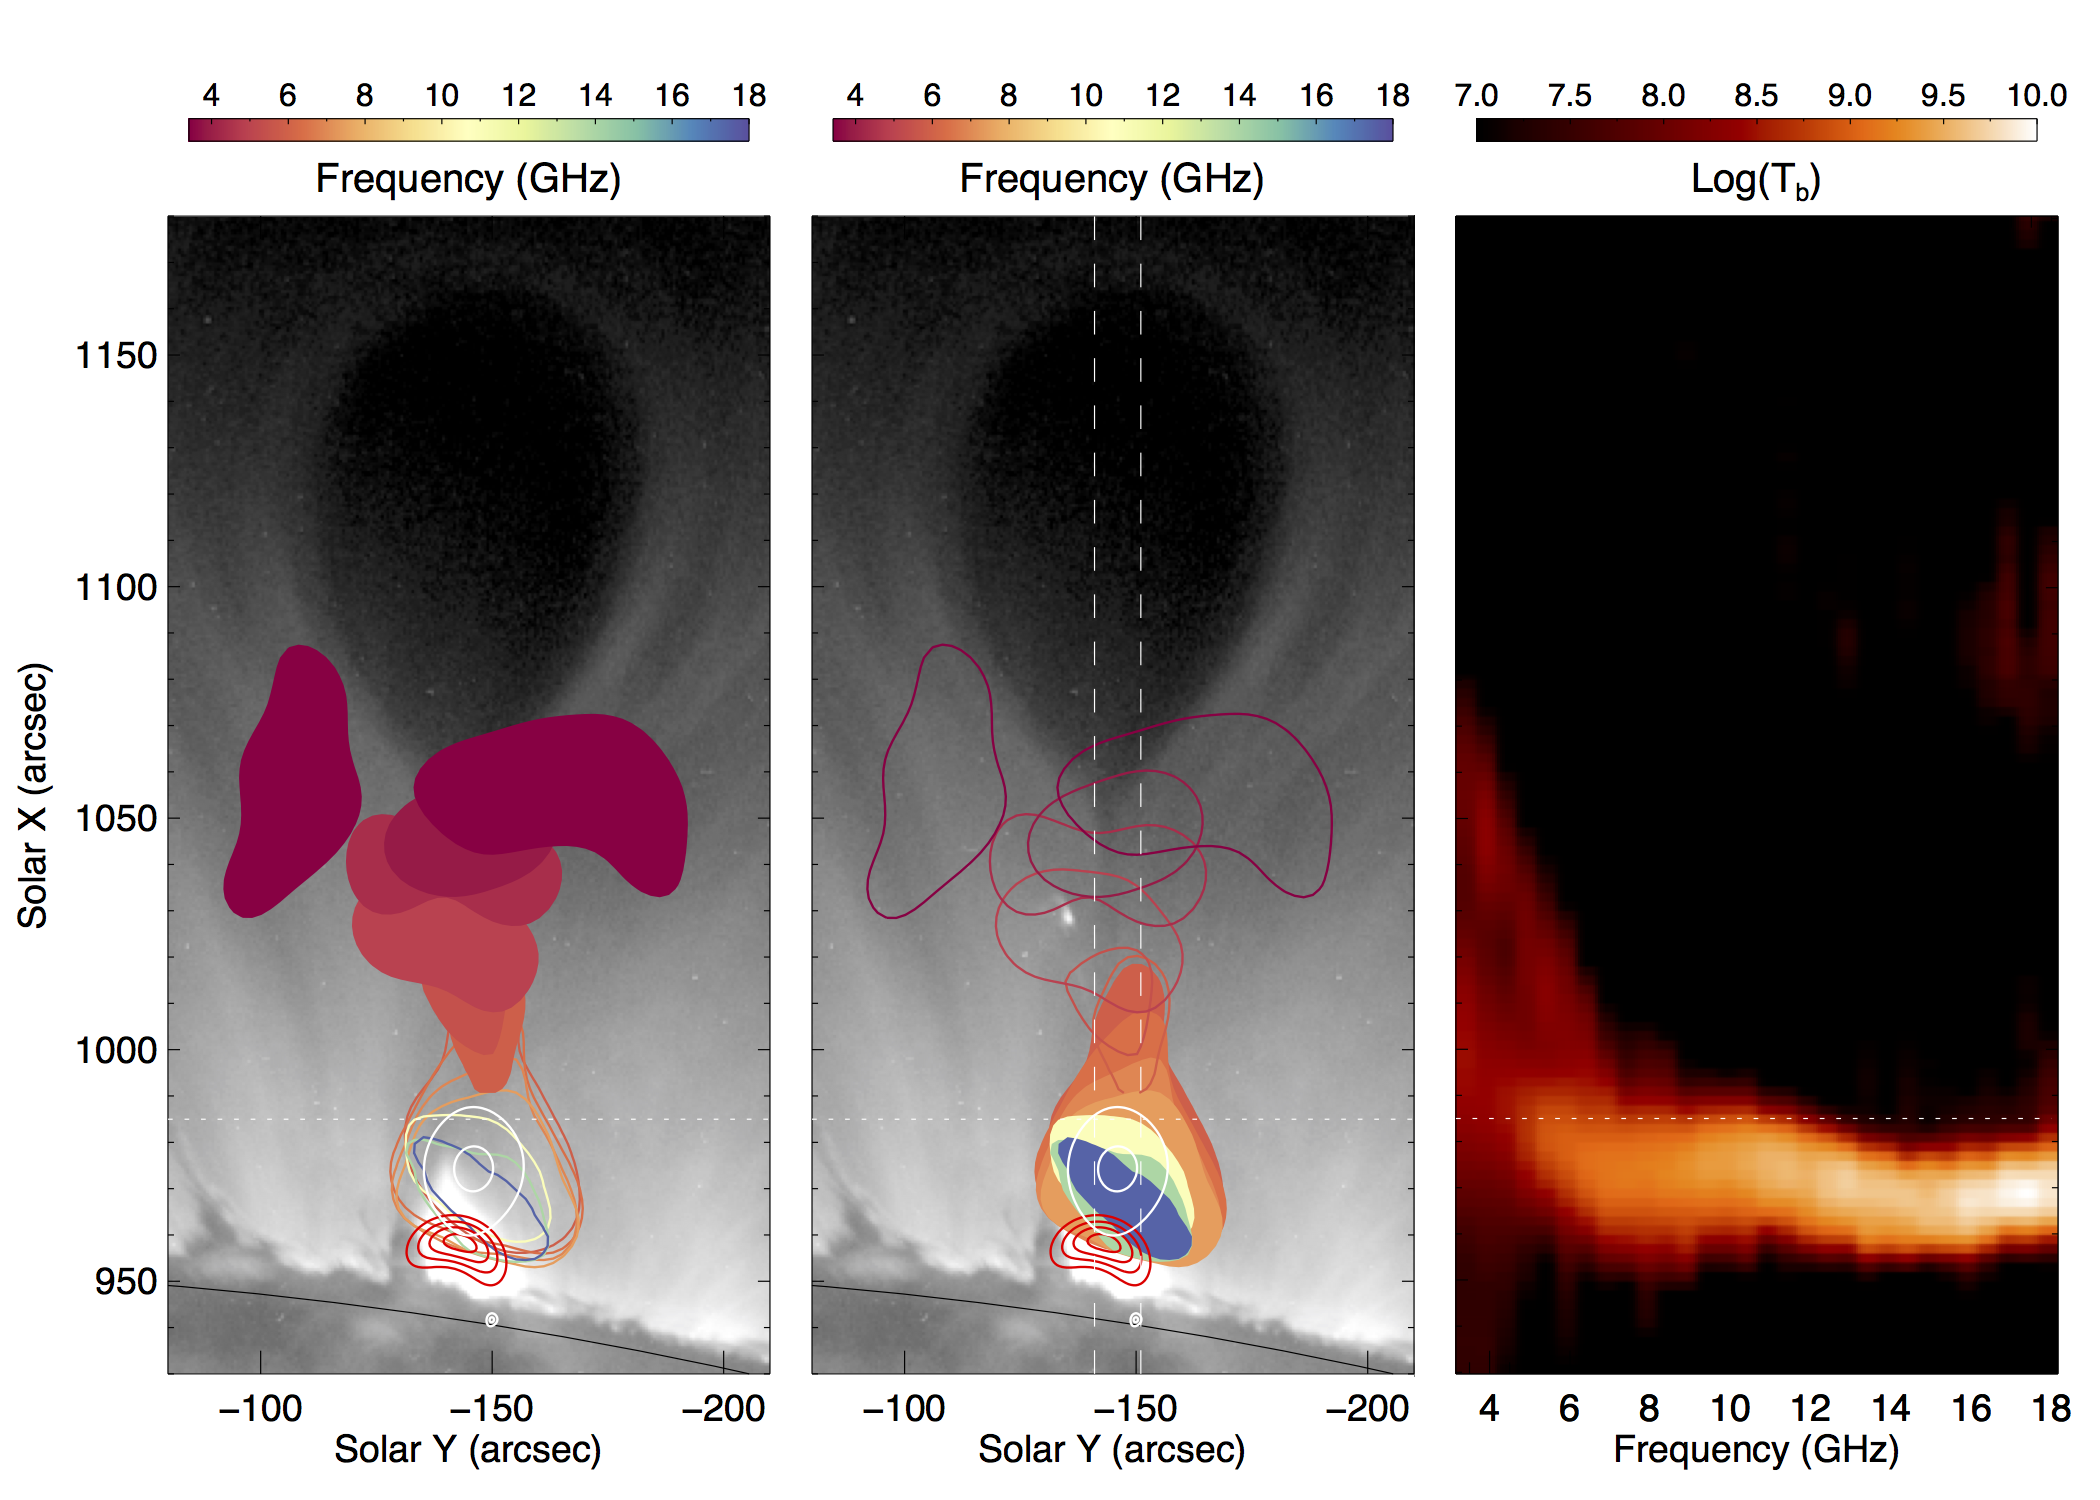 4 6 8 10 12 14 16 18
Frequency (GHz)
4 6 8 10 12 14 16 18
Frequency (GHz)
7.0 7.5 8.0 8.5 9.0 9.5 10.0
Log(Tb)
Solar X (arcsec)
1150
1100
1050
1000
950
−100 −150 −200
Solar Y (arcsec)
−100 −150 −200
Solar Y (arcsec)
4 6 8 10 12 14 16 18
Frequency (GHz)